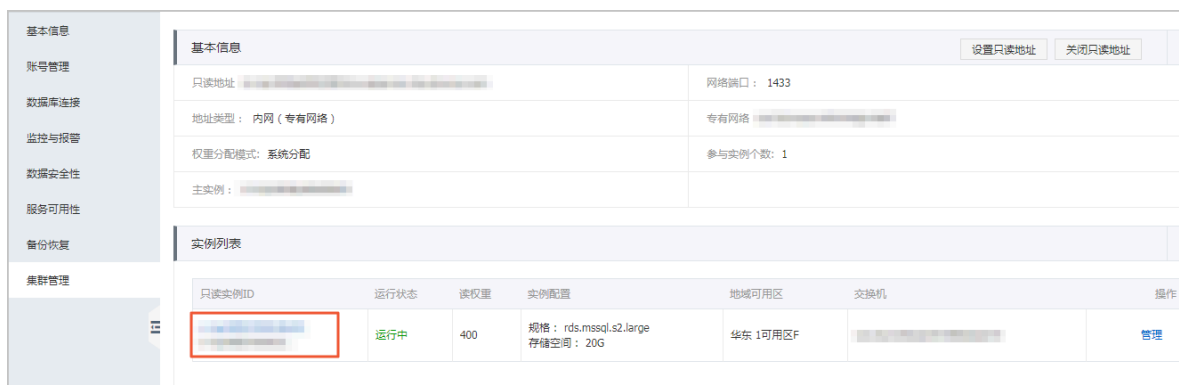 基本信息
账号管理
数据库连接
监控与报警
数据安全性
服务可用性
备份恢复
集群管理
基本信息
设置只读地址 关闭只读地址
只读地址
网络端口： 1433
地址类型： 内网（专有网络）
专有网络
权重分配模式: 系统分配
参与实例个数: 1
主实例：
实例列表
只读实例ID 运行状态 读权重 实例配置 地域可用区 交换机 操作
运行中 400 规格： rds.mssql.s2.large 华东 1可用区F 管理
存储空间： 20G